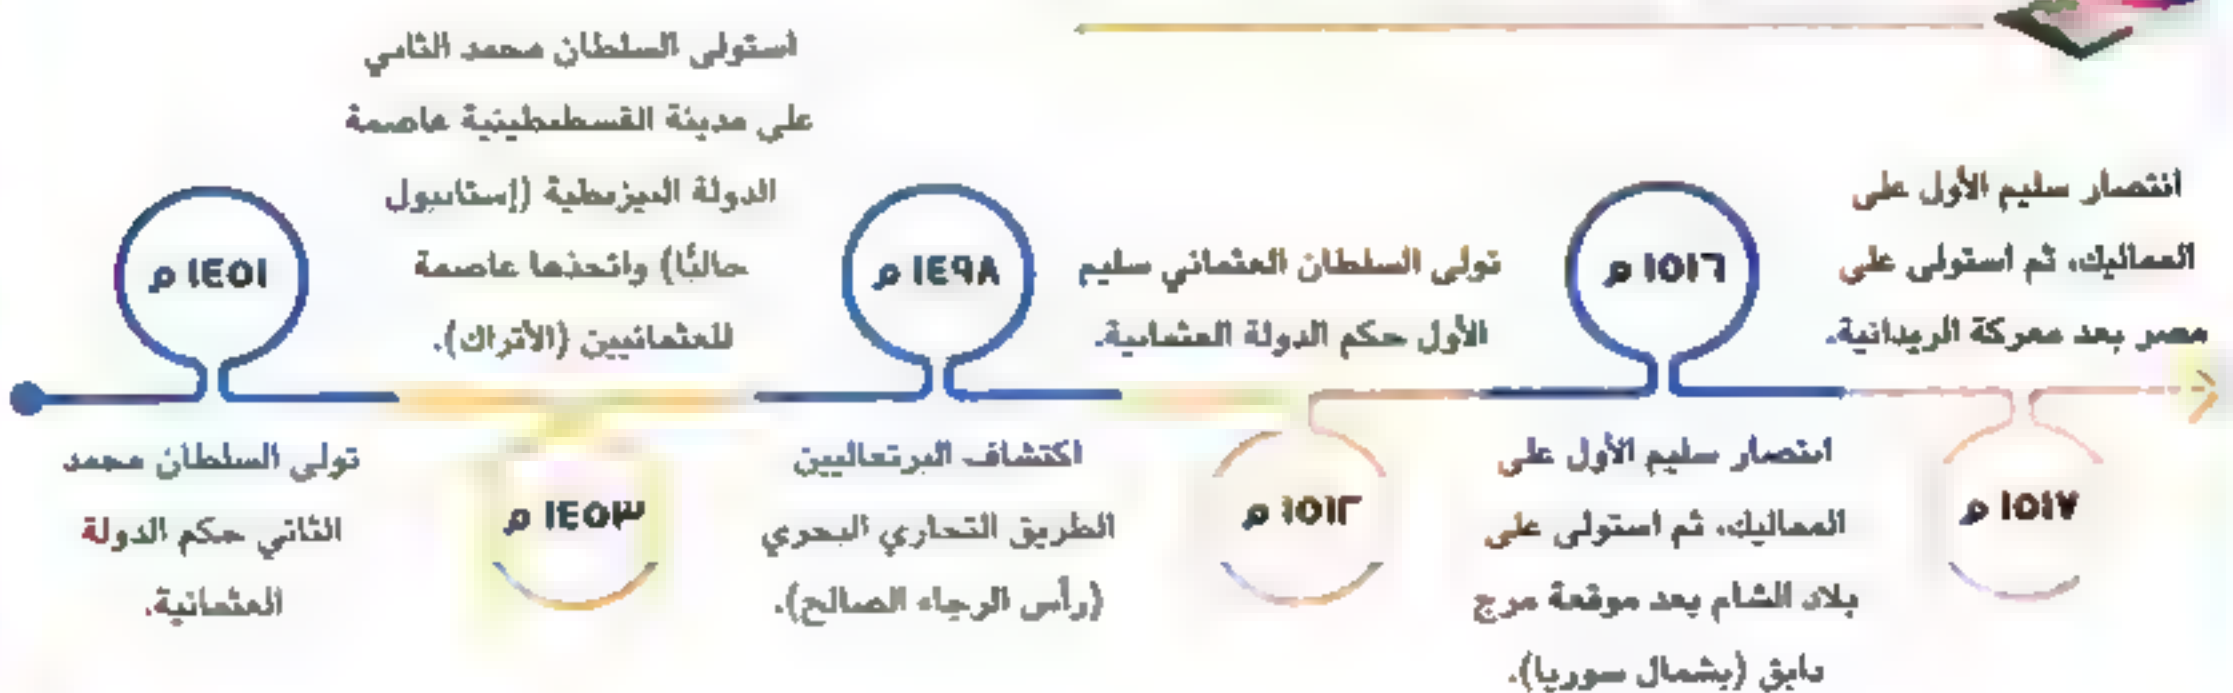 ١٤٥١ م
تولى السلطان محمد
الثاني حكم الدولة
العثمانية.
استولى السلطان محمد الثاني
على مدينة القسطنطينية عاصمة
الدولة البيزنطية (إستانبول
حاليًا) واتخذها عاصمة
للعثمانيين (الأتراك).
١٤٥٣ م
١٤٩٨ م
اكتشاف البرتغاليين
الطريق التجاري البحري
(رأس الرجاء الصالح).
تولى السلطان العثماني سليم
الأول حكم الدولة العثمانية.
١٥١٢ م
١٥١٦ م
انتصار سليم الأول على
المماليك، ثم استولى على
بلاد الشام بعد موقعة مرج
دابق (بشمال سوريا).
انتصار سليم الأول على
المماليك، ثم استولى على
مصر بعد معركة الريدانية.
١٥١٧ م